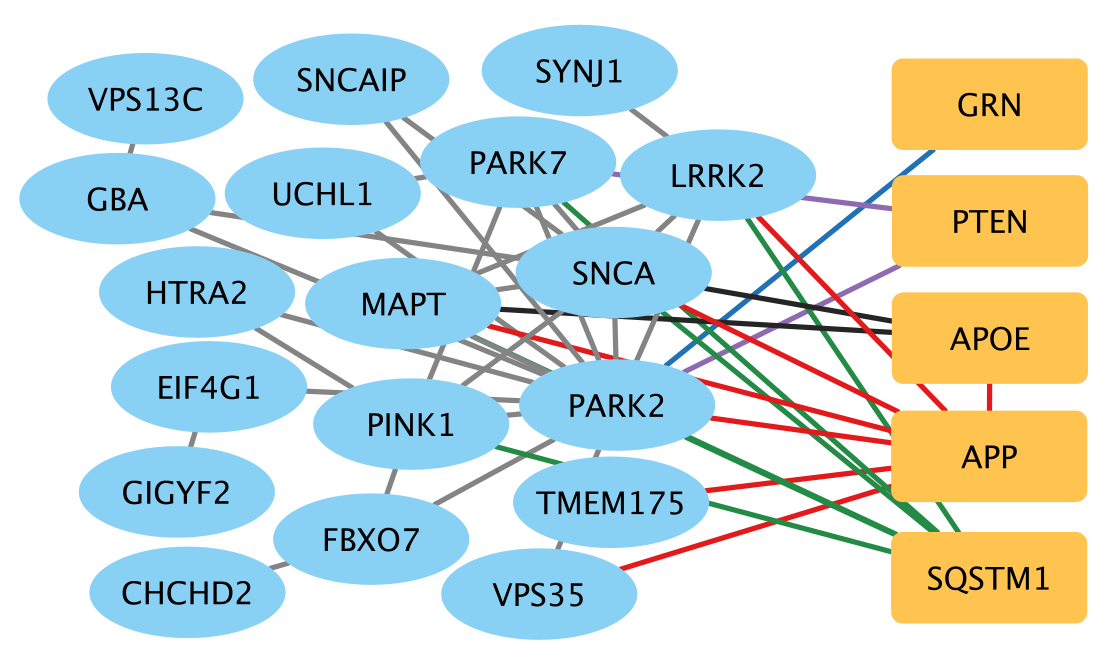 SYNJ1
SNCAIP
VPS13C
GRN
PARK7
LRRK2
UCHL1
GBA
PTEN
SNCA
HTRA2
MAPT
APOE
EIF4G1
PARK2
PINK1
APP
GIGYF2
TMEM175
FBXO7
SQSTM1
CHCHD2
VPS35